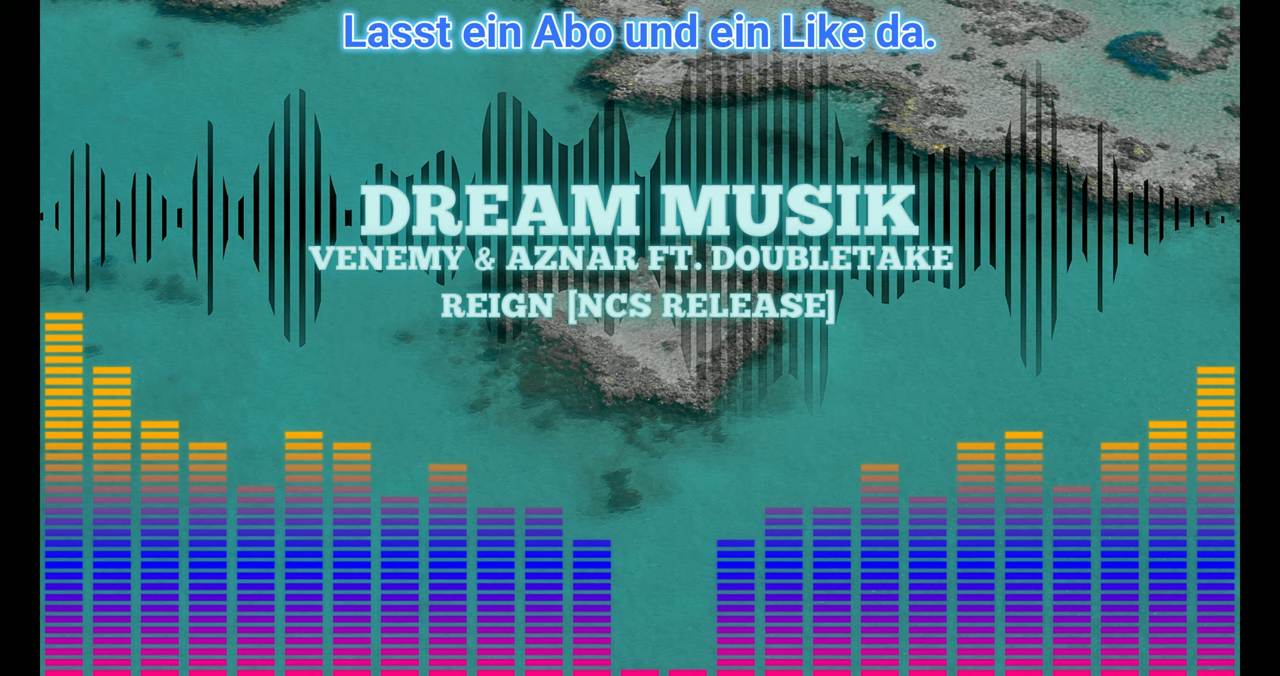 Lasst ein Abo und ein Like da.
DREAM MUSIK
VENEMY & AZNAR FT. DOUBLETAKE
REIGN [NCS RELEASE]